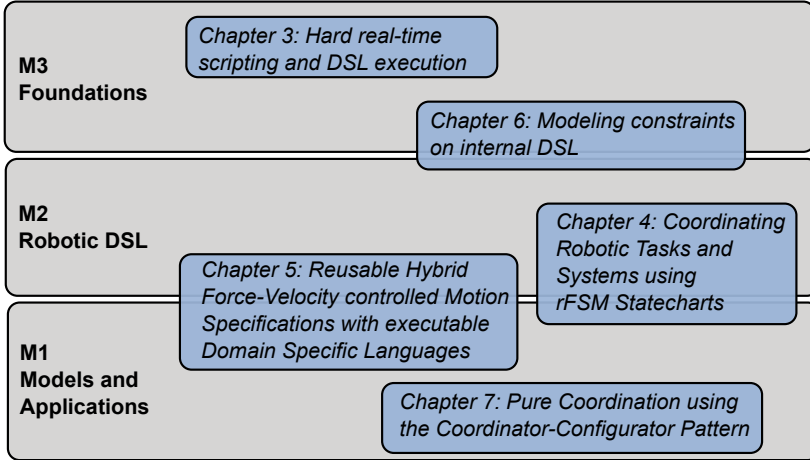 M3
Foundations
Chapter 3: Hard real-time
scripting and DSL execution
Chapter 6: Modeling constraints
on internal DSL
M2
Robotic DSL
Chapter 4: Coordinating
Robotic Tasks and
Systems using
rFSM Statecharts
Chapter 5: Reusable Hybrid
Force-Velocity controlled Motion
Specifications with executable
Domain Specific Languages
M1
Models and
Applications
Chapter 7: Pure Coordination using
the Coordinator-Configurator Pattern